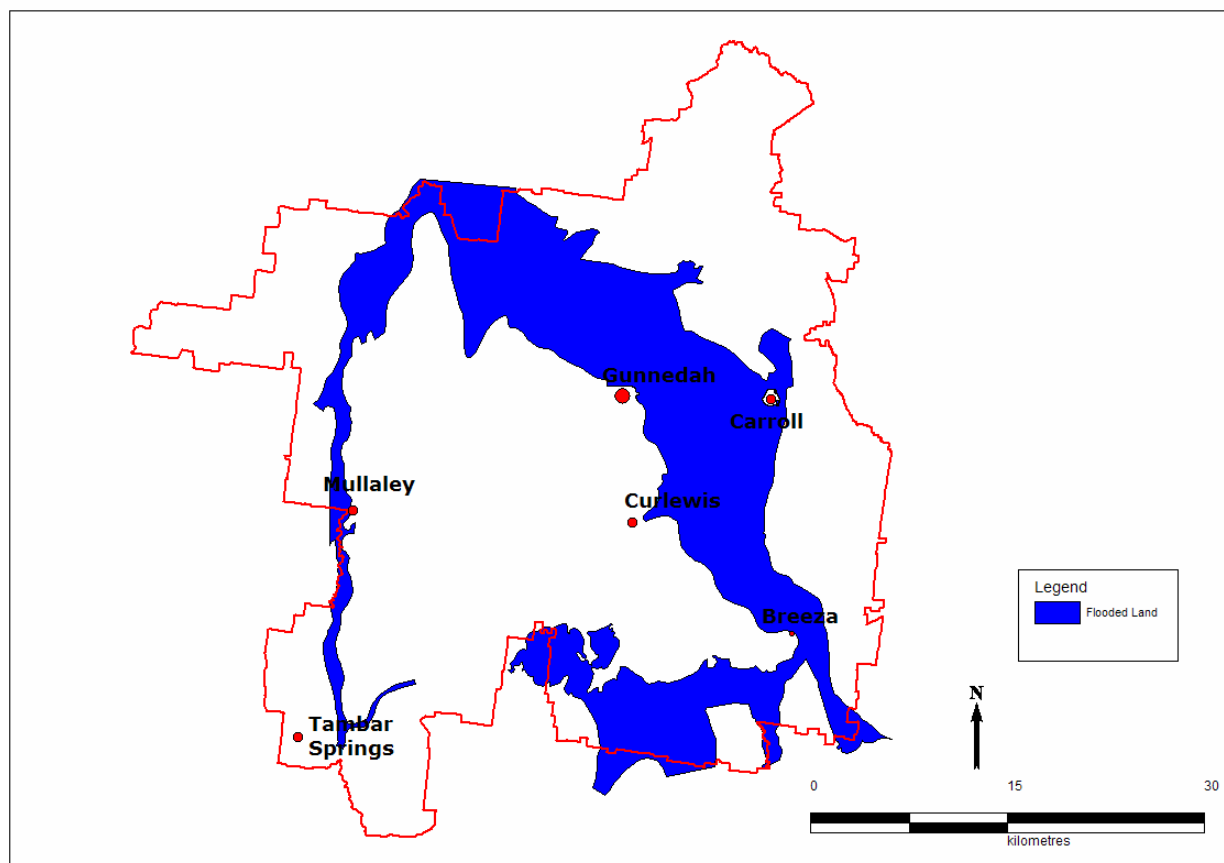 Gunnedah
Carroll
Mullaley
Curlewis
Breeza
Tambar
Springs
Legend
Flooded Land
N
0 15 30
kilometres